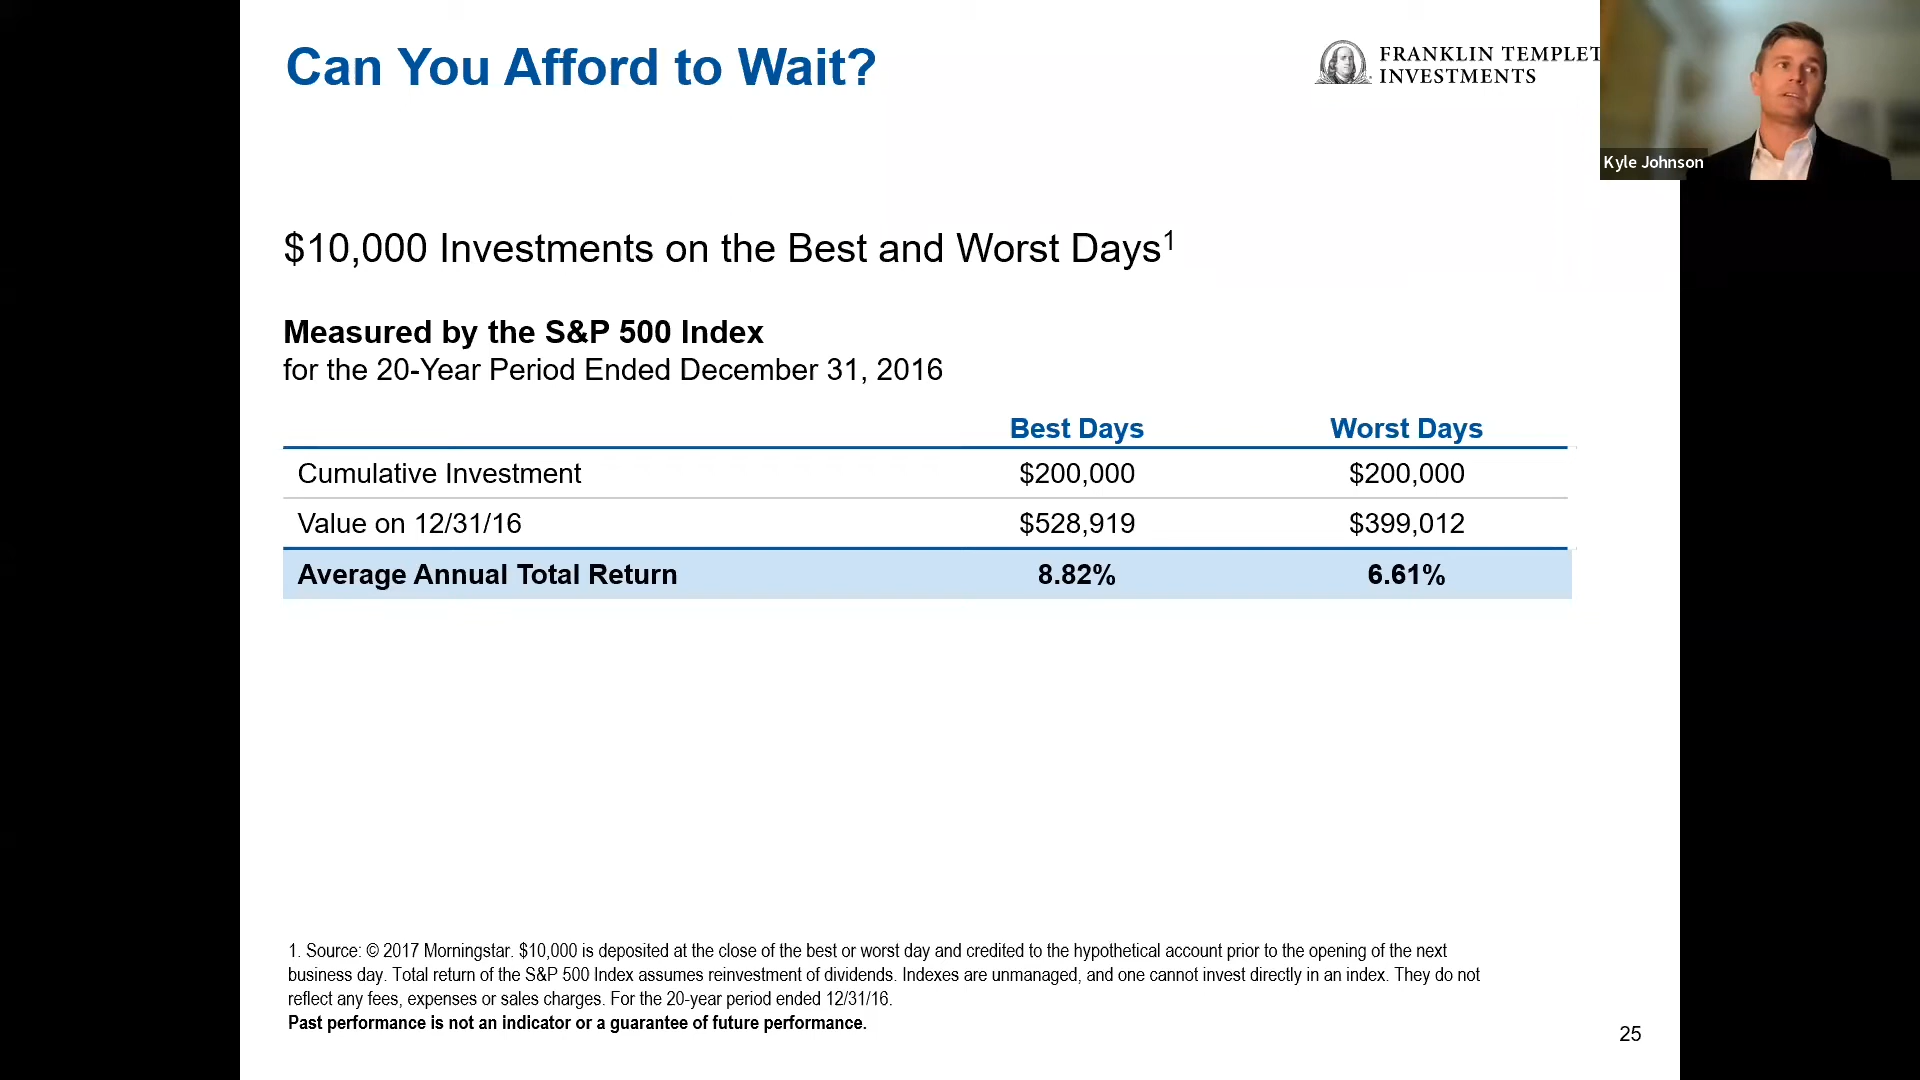 Can You Afford to Wait?
FRANKLIN TEMPLET
INVESTMENTS
Kyle Johnson
$10,000 Investments on the Best and Worst Days¹
Measured by the S&P 500 Index
for the 20-Year Period Ended December 31, 2016
Best Days Worst Days
Cumulative Investment $200,000 $200,000
Value on 12/31/16 $528,919 $399,012
Average Annual Total Return 8.82% 6.61%
1. Source: © 2017 Morningstar. $10,000 is deposited at the close of the best or worst day and credited to the hypothetical account prior to the opening of the next
business day. Total return of the S&P 500 Index assumes reinvestment of dividends. Indexes are unmanaged, and one cannot invest directly in an index. They do not
reflect any fees, expenses or sales charges. For the 20-year period ended 12/31/16.
Past performance is not an indicator or a guarantee of future performance.
25